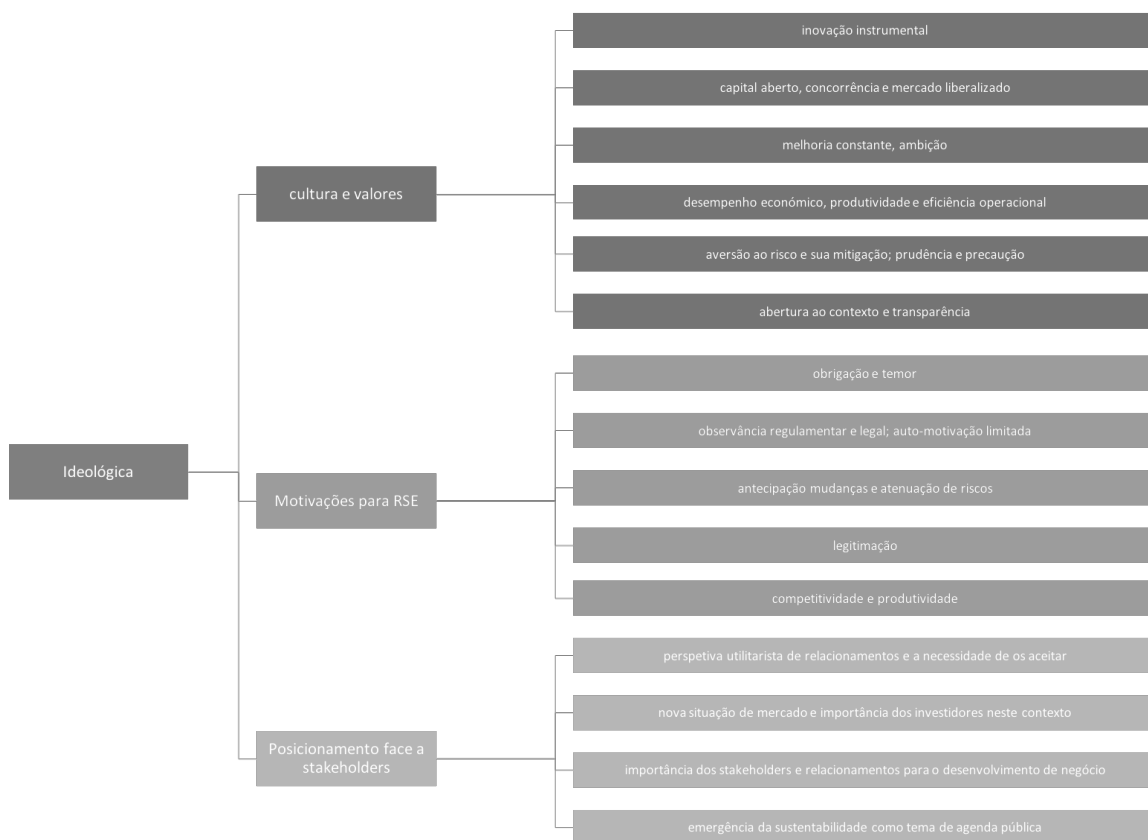 Ideológica
cultura e valores
inovação instrumental
capital aberto, concorrência e mercado liberalizado
melhoria constante, ambição
desempenho económico, produtividade e eficiência operacional
aversão ao risco e sua mitigação; prudência e precaução
abertura ao contexto e transparência
Motivações para RSE
obrigação e temor
observância regulamentar e legal; auto-motivação limitada
antecipação mudanças e atenuação de riscos
legitimação
competitividade e produtividade
Posicionamento face a
stakeholders
perspetiva utilitarista de relacionamentos e a necessidade de os aceitar
nova situação de mercado e importância dos investidores neste contexto
importância dos stakeholders e relacionamentos para o desenvolvimento de negócio
emergência da sustentabilidade como tema de agenda pública